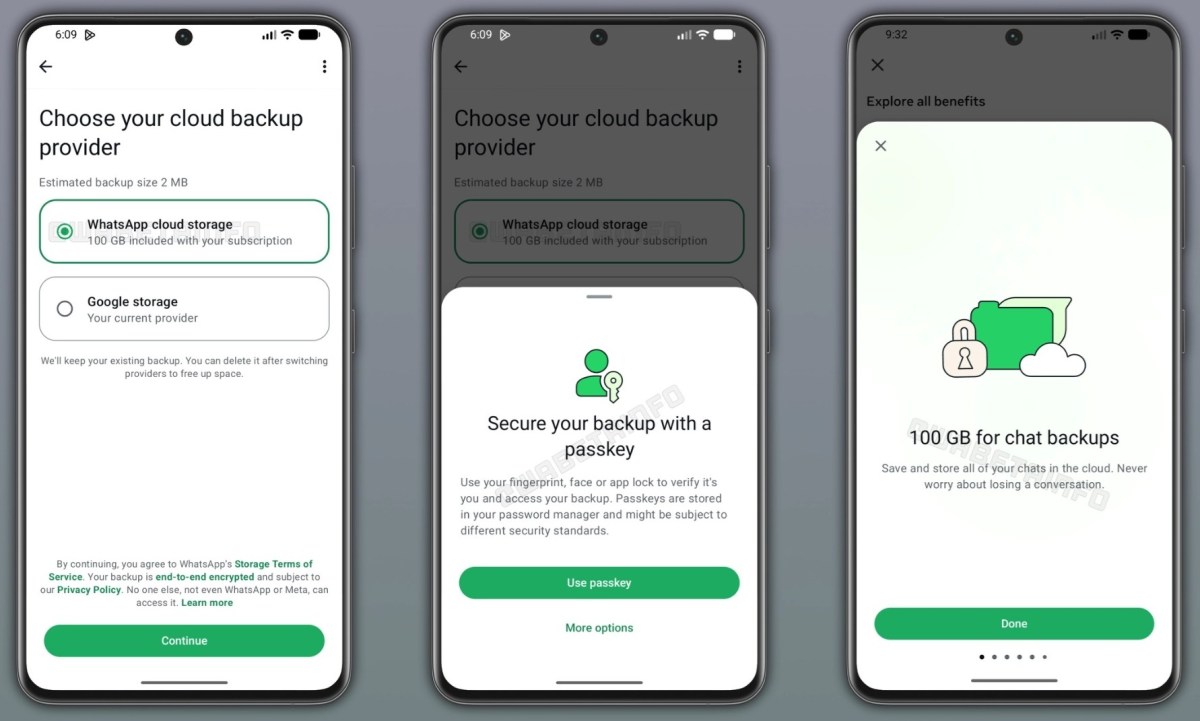 6:09
Choose your cloud backup
provider
Estimated backup size 2 MB
WhatsApp cloud storage
100 GB included with your subscription
Google storage
Your current provider
We'll keep your existing backup. You can delete it after switching
providers to free up space.
By continuing, you agree to WhatsApp's Storage Terms of
Service. Your backup is end-to-end encrypted and subject to
our Privacy Policy. No one else, not even WhatsApp or Meta, can
access it. Learn more
Continue
6:09
Choose your cloud backup
provider
Estimated backup size 2 MB
WhatsApp cloud storage
100 GB included with your subscription
@WABETAINFO
Secure your backup with a
passkey
Use your fingerprint, face or app lock to verify it's
you and access your backup. Passkeys are stored
in your password manager and might be subject to
different security standards.
Use passkey
More options
9:32
Explore all benefits
100 GB for chat backups
@WABETAINFO
Save and store all of your chats in the cloud. Never
worry about losing a conversation.
Done